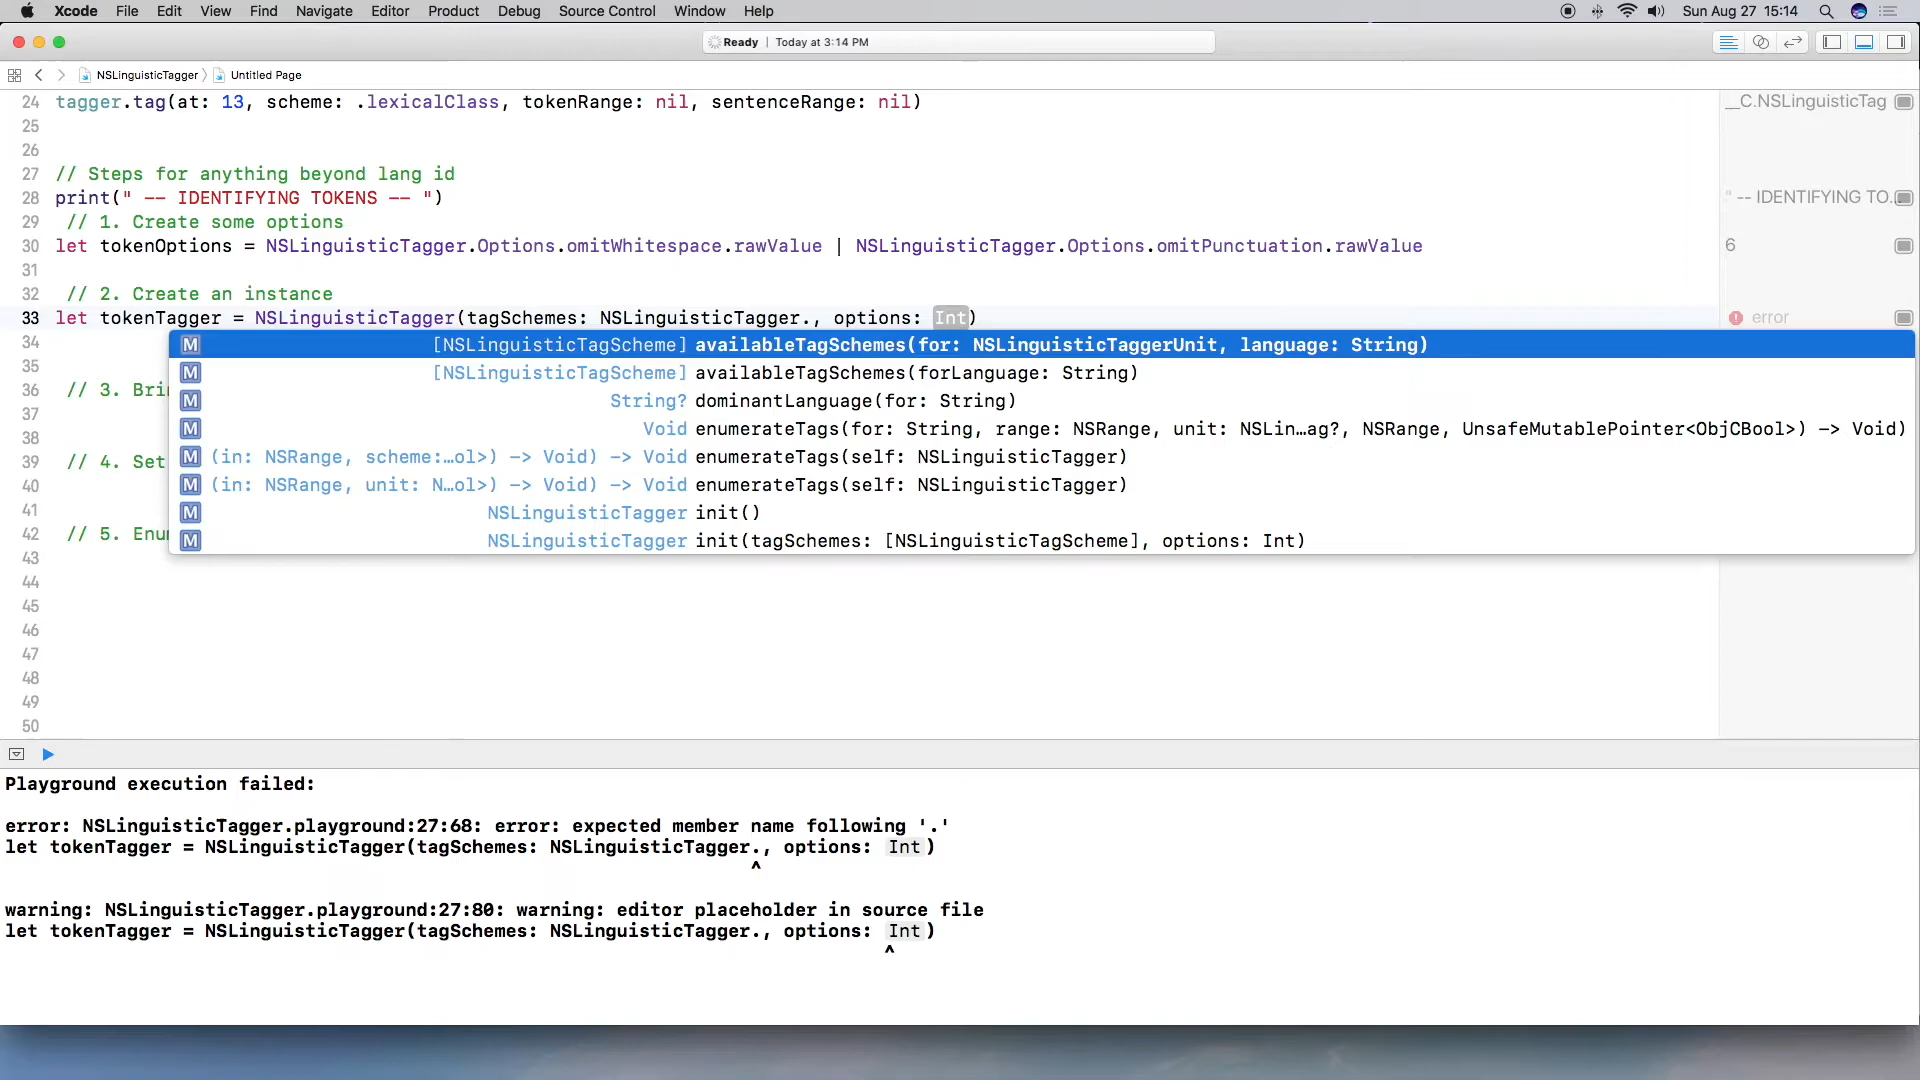 Xcode File Edit View Find Navigate Editor Product Debug Source Control Window Help Sun Aug 27 15:14
Ready | Today at 3:14 PM
NSLinguisticTagger Untitled Page
24 tagger.tag(at: 13, scheme: .lexicalClass, tokenRange: nil, sentenceRange: nil) __C.NSLinguisticTag
25
26
27 // Steps for anything beyond lang id
28 print(" -- IDENTIFYING TOKENS -- ") " -- IDENTIFYING TO...
29 // 1. Create some options
30 let tokenOptions = NSLinguisticTagger.Options.omitWhitespace.rawValue | NSLinguisticTagger.Options.omitPunctuation.rawValue 6
31
32 // 2. Create an instance
33 let tokenTagger = NSLinguisticTagger(tagSchemes: NSLinguisticTagger., options: Int) error
34 M [NSLinguisticTagScheme] availableTagSchemes(for: NSLinguisticTaggerUnit, language: String)
35 M [NSLinguisticTagScheme] availableTagSchemes(forLanguage: String)
36 // 3. Brin
M String? dominantLanguage(for: String)
37
M Void enumerateTags(for: String, range: NSRange, unit: NSLin...ag?, NSRange, UnsafeMutablePointer<ObjCBool>) -> Void)
38
39 // 4. Set
M (in: NSRange, scheme:...ol>) -> Void) -> Void enumerateTags(self: NSLinguisticTagger)
40 M (in: NSRange, unit: N...ol>) -> Void) -> Void enumerateTags(self: NSLinguisticTagger)
41 M NSLinguisticTagger init()
42 // 5. Enu
M NSLinguisticTagger init(tagSchemes: [NSLinguisticTagScheme], options: Int)
43
44
45
46
47
48
49
50
Playground execution failed:
error: NSLinguisticTagger.playground:27:68: error: expected member name following '.'
let tokenTagger = NSLinguisticTagger(tagSchemes: NSLinguisticTagger., options: Int)
^
warning: NSLinguisticTagger.playground:27:80: warning: editor placeholder in source file
let tokenTagger = NSLinguisticTagger(tagSchemes: NSLinguisticTagger., options: Int)
^